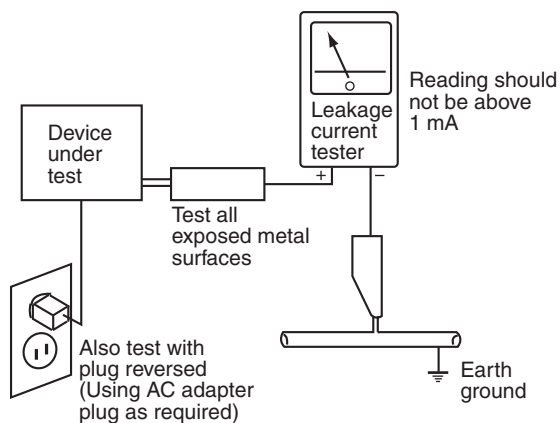 Device
under
test
Leakage
current
tester
+ −
Reading should
not be above
1 mA
Test all
exposed metal
surfaces
Also test with
plug reversed
(Using AC adapter
plug as required)
Earth
ground